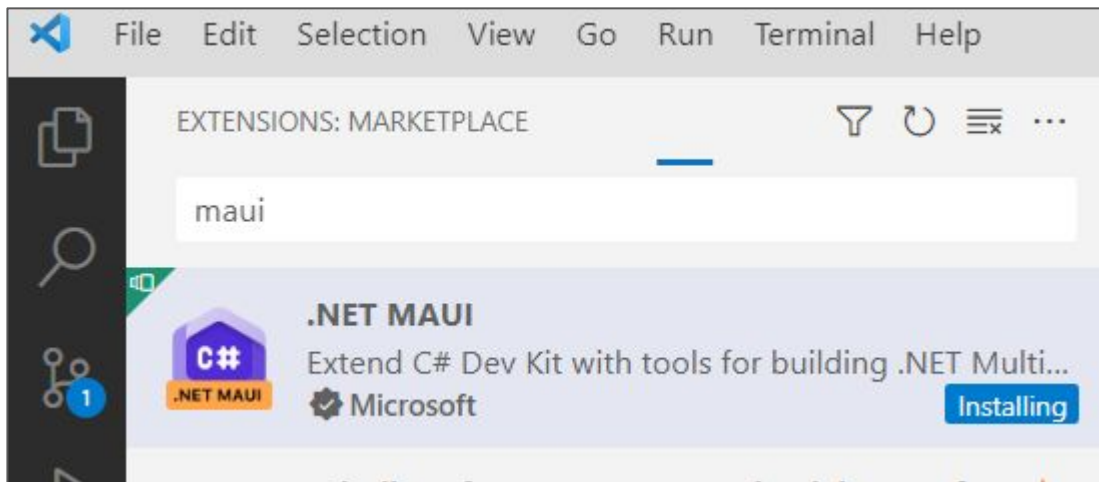 File Edit Selection View Go Run Terminal Help
EXTENSIONS: MARKETPLACE
maui
.NET MAUI
C#
.NET MAUI
Extend C# Dev Kit with tools for building .NET Multi...
Microsoft
Installing
1